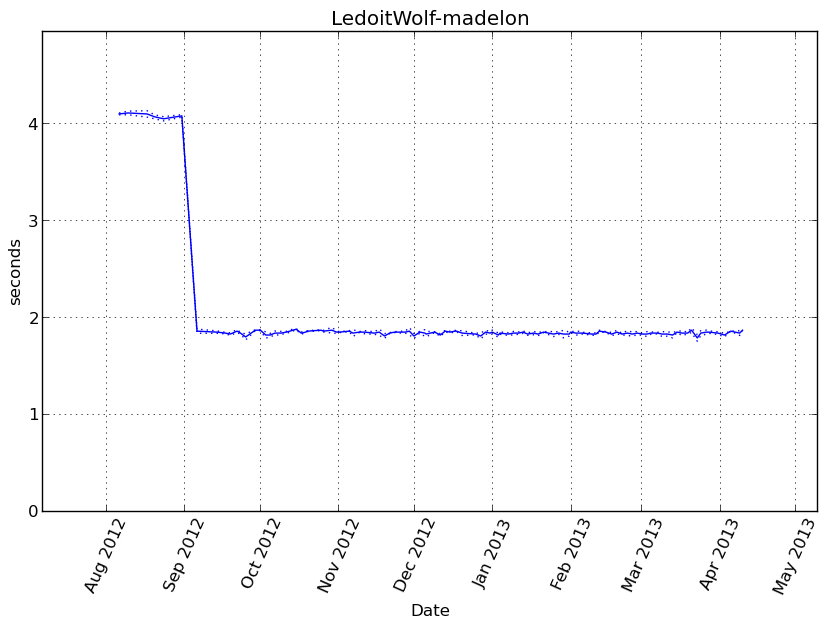 LedoitWolf-madelon
seconds
4
3
2
1
0
Aug 2012
Sep 2012
Oct 2012
Nov 2012
Dec 2012
Jan 2013
Feb 2013
Mar 2013
Apr 2013
May 2013
Date